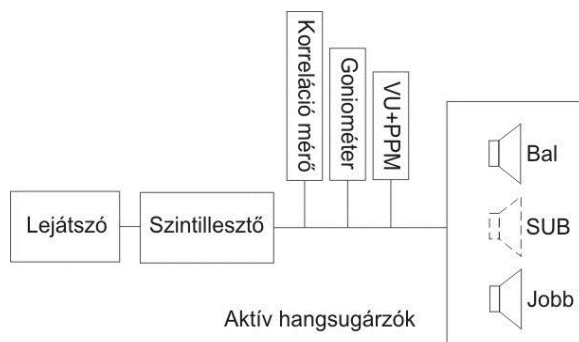 Korreláció mérő
Goniométer
VU+PPM
Bal
Lejátszó
Szintillesztő
SUB
Jobb
Aktív hangsugárzók